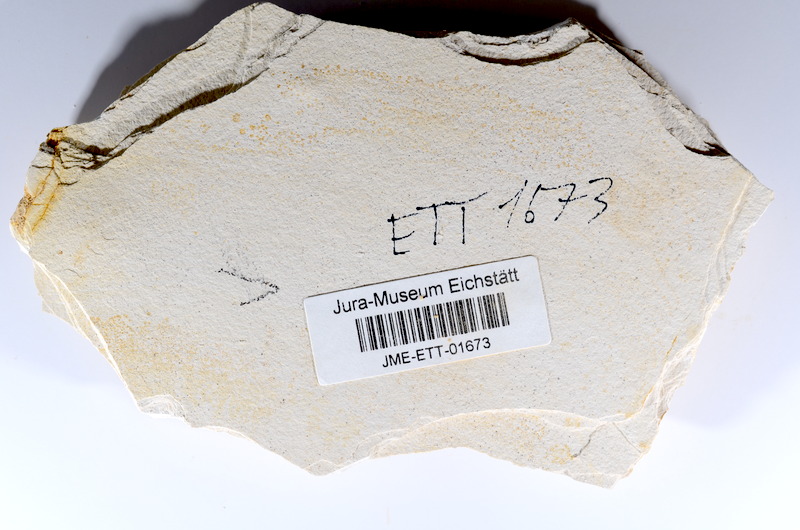 ETT 1673
Jura-Museum Eichstätt
JME-ETT-01673